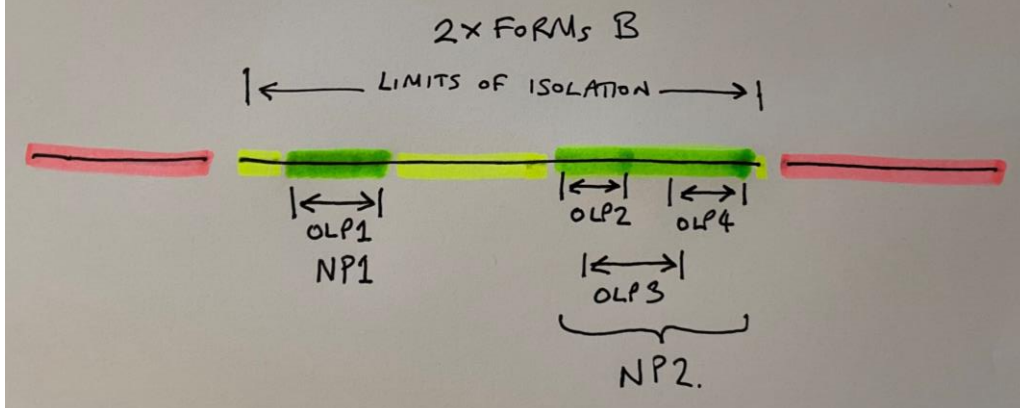 2x FORMs B
LIMITS OF ISOLATION
OLP1
NP1
OLP2
OLP4
OLP3
NP2.